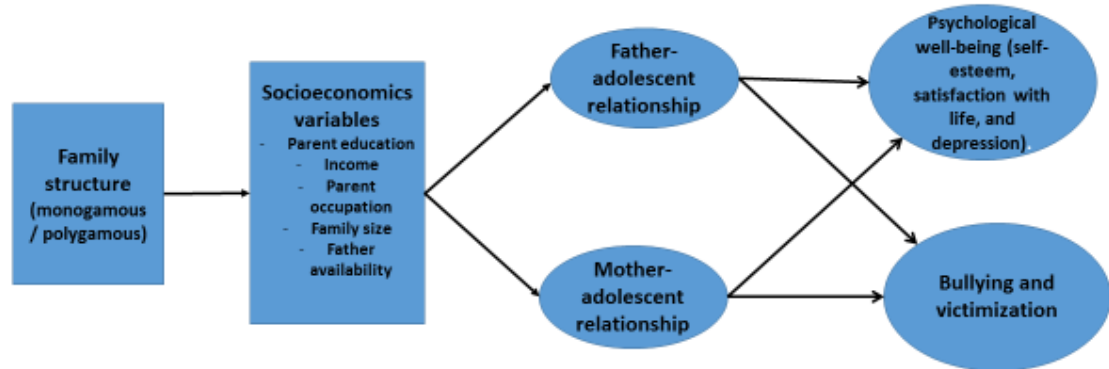 Family
structure
(monogamous
/ polygamous)
Socioeconomics
variables
- Parent education
- Income
- Parent
occupation
- Family size
- Father
availability
Father-
adolescent
relationship
Mother-
adolescent
relationship
Psychological
well-being (self-
esteem,
satisfaction with
life, and
depression).
Bullying and
victimization